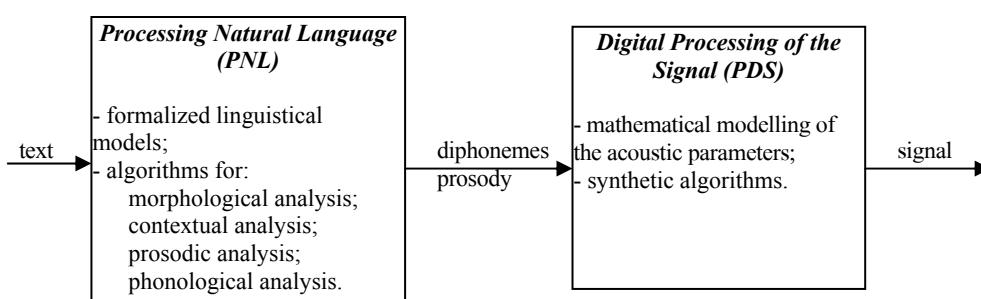 text
Processing Natural Language
(PNL)
- formalized linguistical
models;
- algorithms for:
morphological analysis;
contextual analysis;
prosodic analysis;
phonological analysis.
diphonemes
prosody
Digital Processing of the
Signal (PDS)
- mathematical modelling of
the acoustic parameters;
- synthetic algorithms.
signal